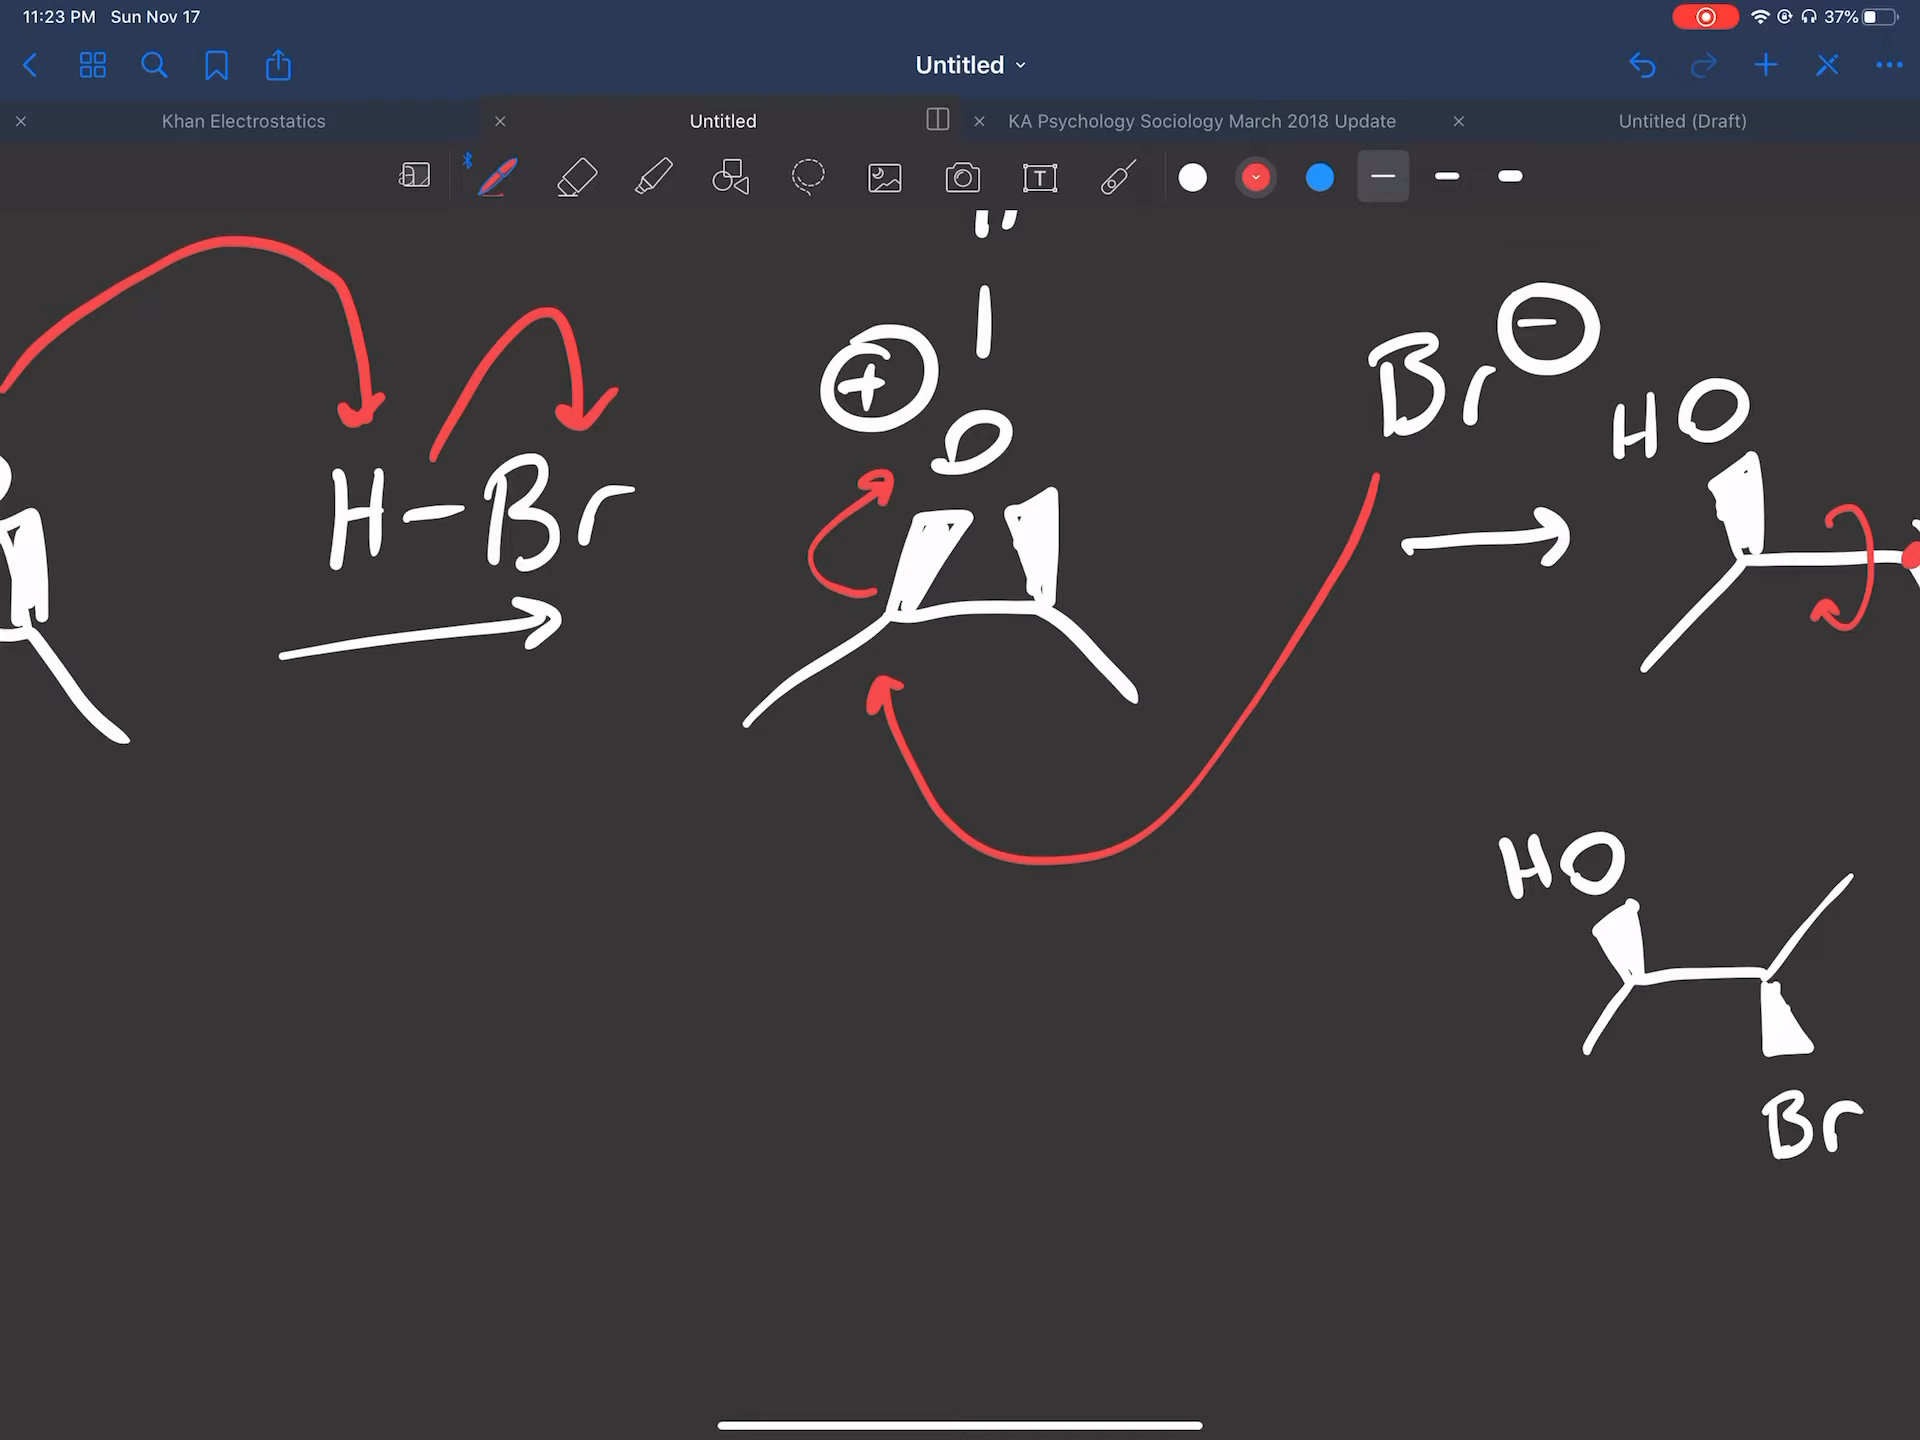 11:23 PM Sun Nov 17
37%
Untitled
Khan Electrostatics
Untitled
KA Psychology Sociology March 2018 Update
Untitled (Draft)
T
+
O
Br
−
HO
H-Br
HO
Br